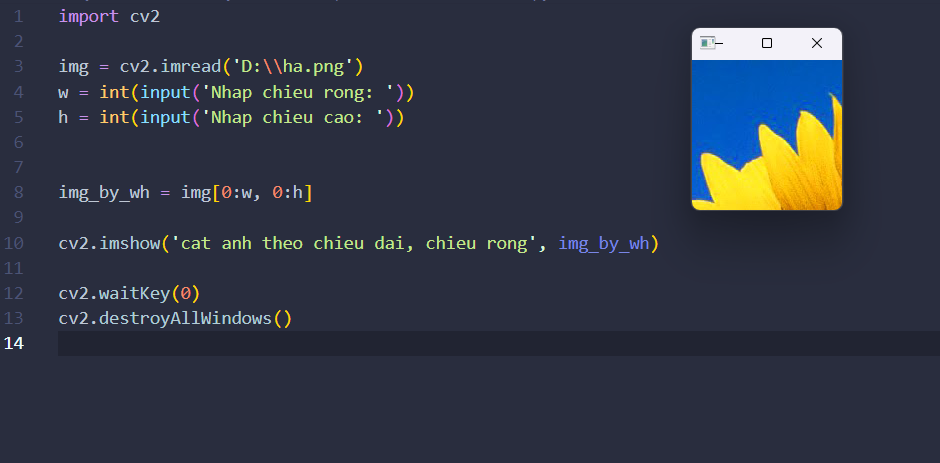 1 import cv2
2
3 img = cv2.imread('D:\\ha.png')
4 w = int(input('Nhap chieu rong: '))
5 h = int(input('Nhap chieu cao: '))
6
7
8 img_by_wh = img[0:w, 0:h]
9
10 cv2.imshow('cat anh theo chieu dai, chieu rong', img_by_wh)
11
12 cv2.waitKey(0)
13 cv2.destroyAllWindows()
14